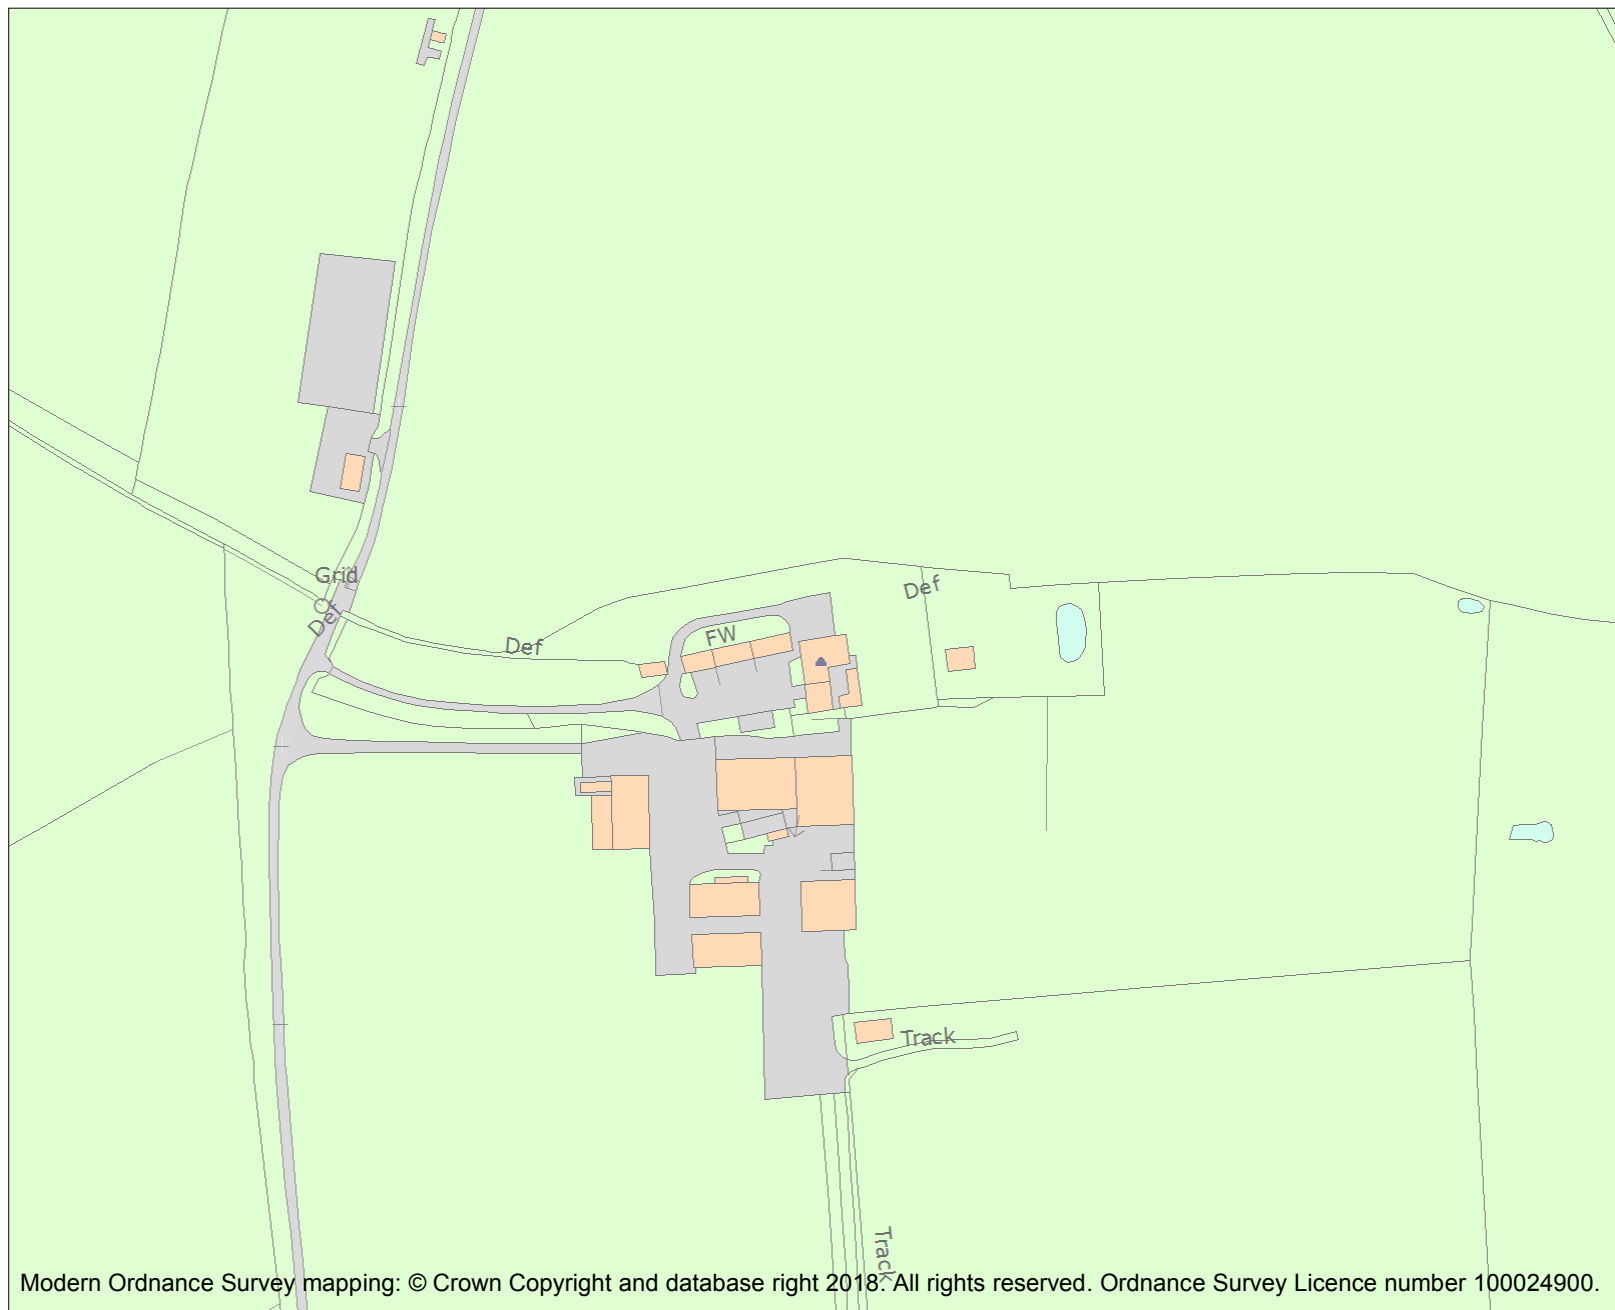 Grid
Def
Def
FW
Def
Track
Track
Modern Ordnance Survey mapping: © Crown Copyright and database right 2018. All rights reserved. Ordnance Survey Licence number 100024900.